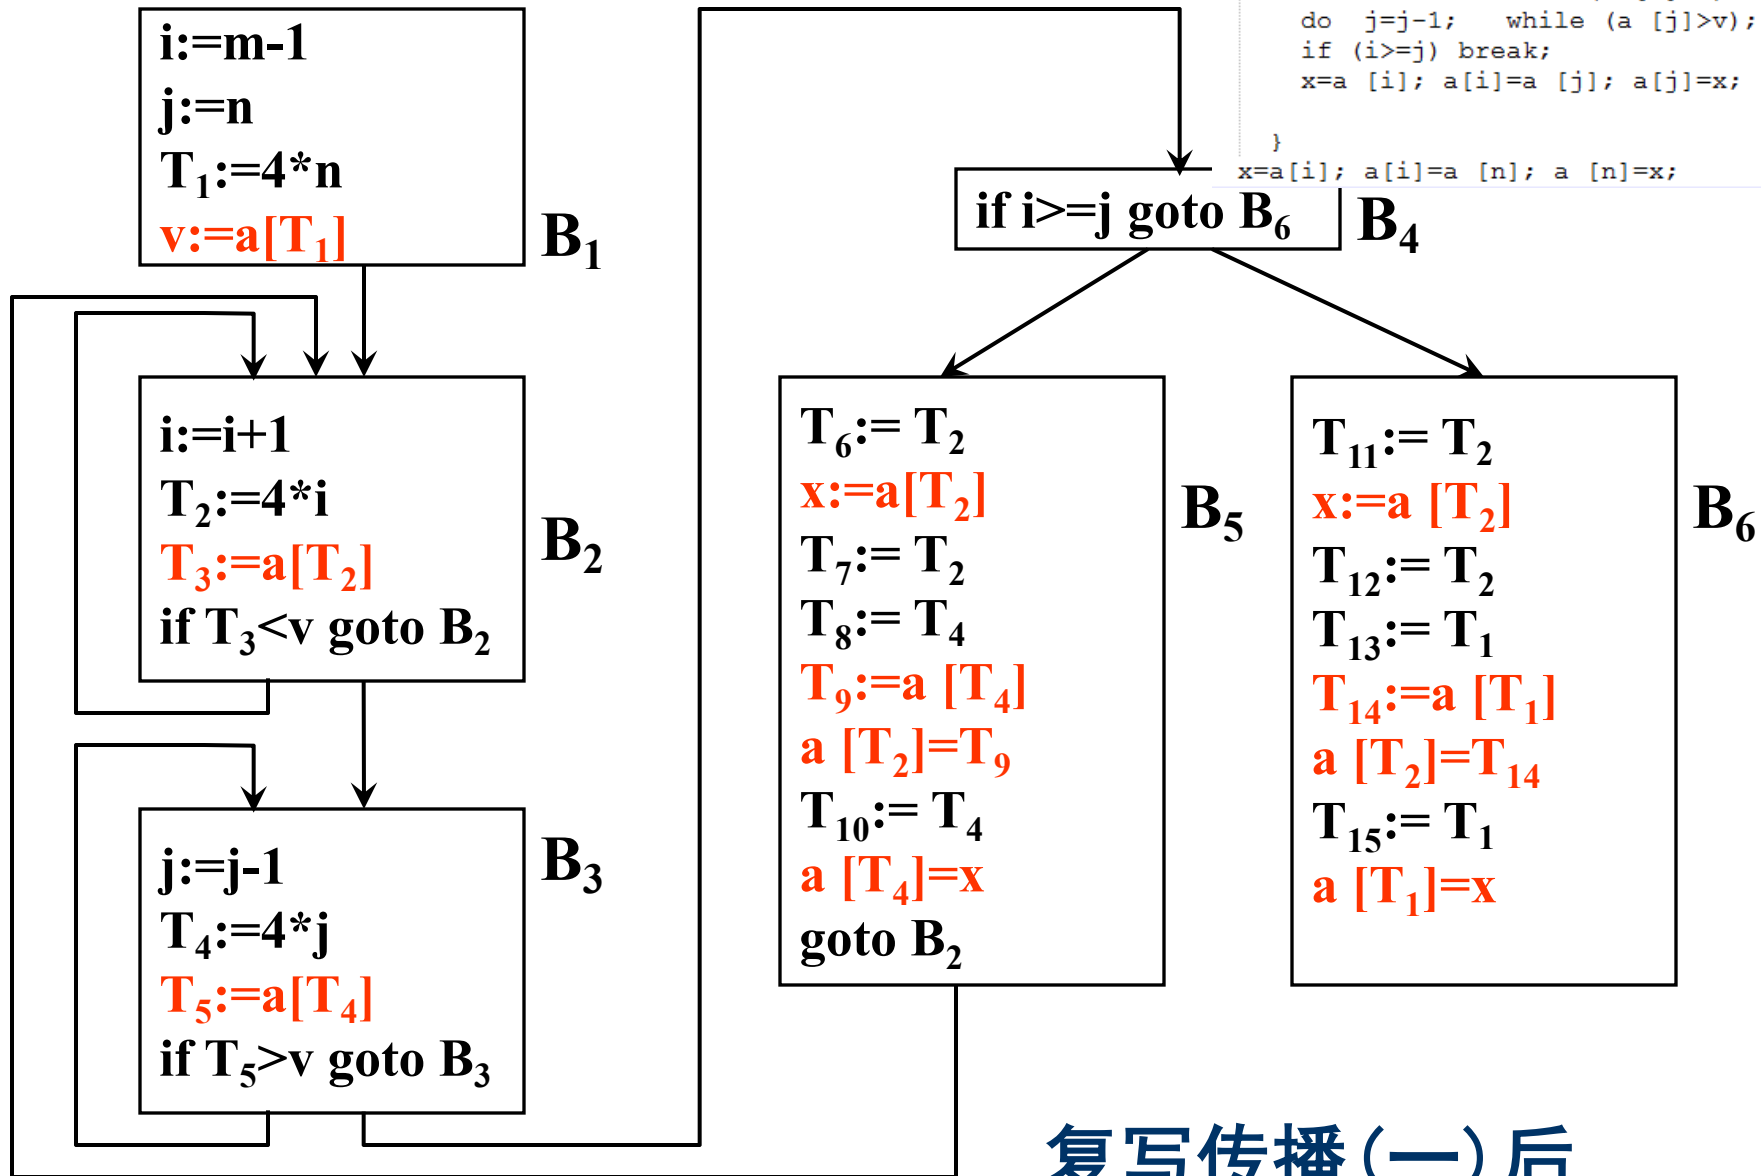 i:=m-1
j:=n
T₁:=4*n
v:=a[T₁]
B₁
i:=i+1
T₂:=4*i
T₃:=a[T₂]
if T₃<v goto B₂
B₂
j:=j-1
T₄:=4*j
T₅:=a[T₄]
if T₅>v goto B₃
B₃
do j=j-1; while (a [j]>v);
if (i>=j) break;
x=a [i]; a[i]=a [j]; a[j]=x;
}
x=a[i]; a[i]=a [n]; a [n]=x;
if i>=j goto B₆
B₄
T₆:= T₂
x:=a[T₂]
T₇:= T₂
T₈:= T₄
T₉:=a [T₄]
a [T₂]=T₉
T₁₀:= T₄
a [T₄]=x
goto B₂
B₅
T₁₁:= T₂
x:=a [T₂]
T₁₂:= T₂
T₁₃:= T₁
T₁₄:=a [T₁]
a [T₂]=T₁₄
T₁₅:= T₁
a [T₁]=x
B₆
复写传播(一)后